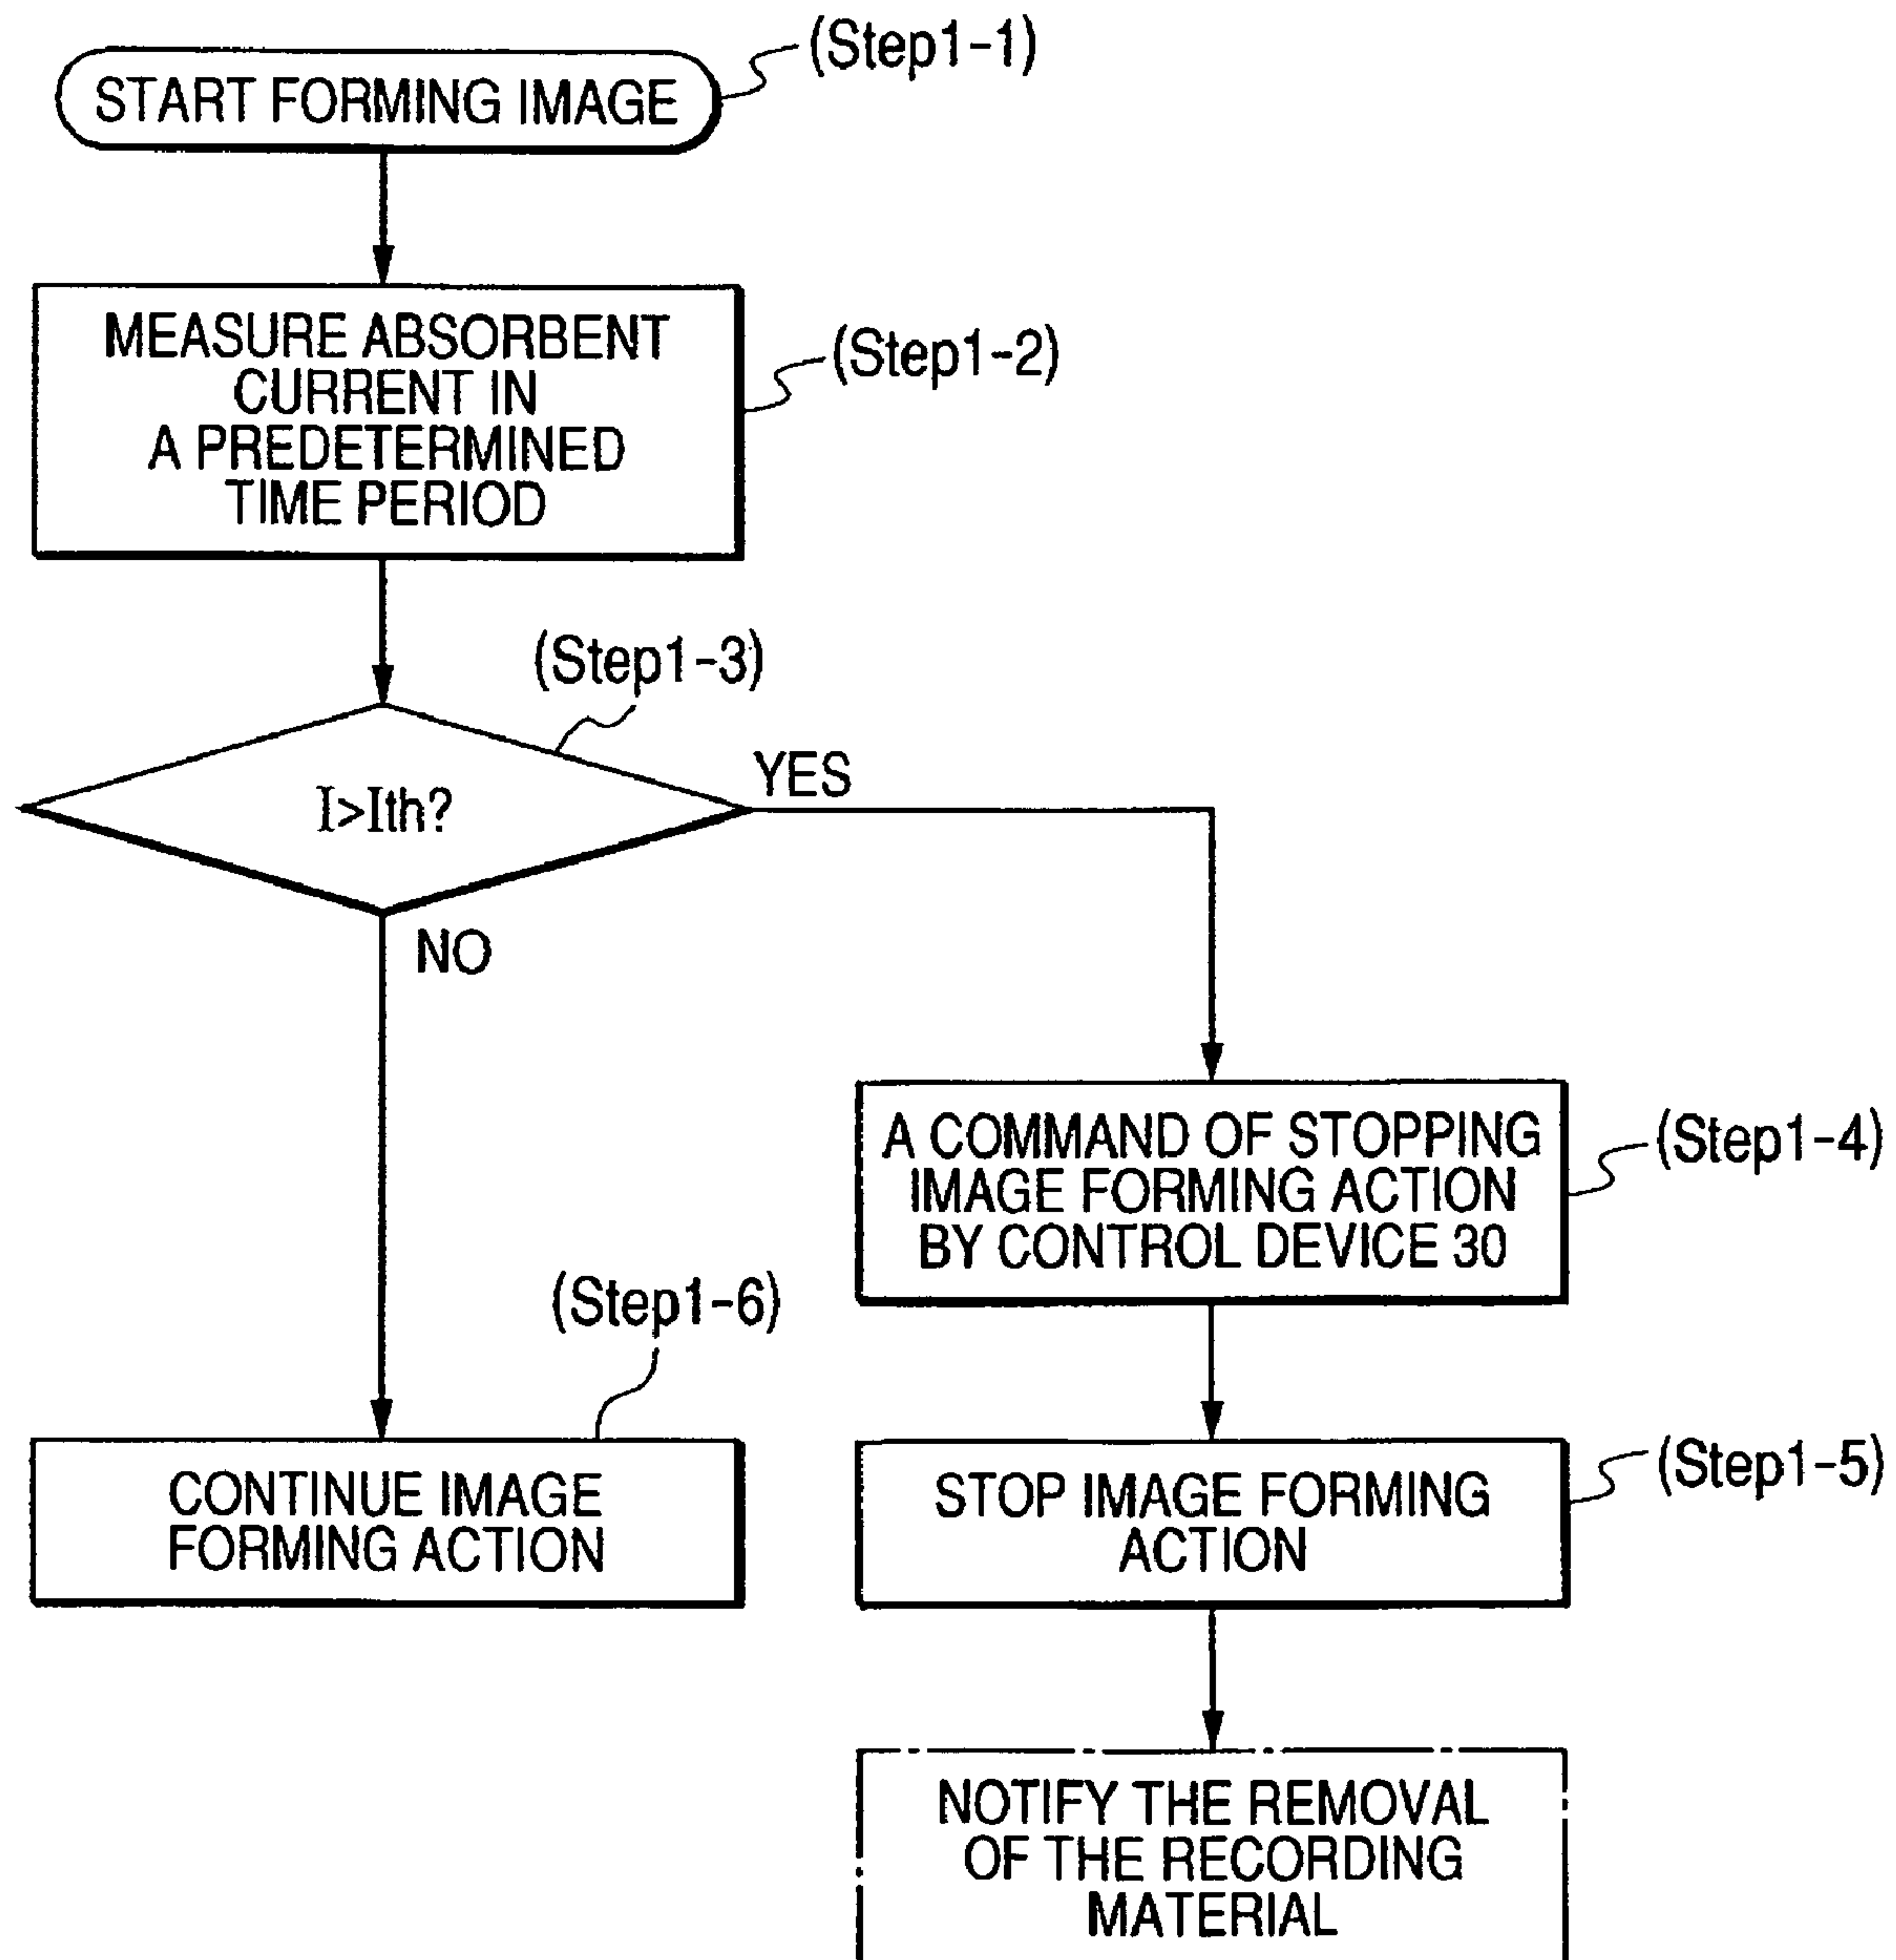 START FORMING IMAGE
(Step1-1)
MEASURE ABSORBENT
CURRENT IN
A PREDETERMINED
TIME PERIOD
(Step1-2)
(Step1-3)
I>Ith?
YES
NO
A COMMAND OF STOPPING
IMAGE FORMING ACTION
BY CONTROL DEVICE 30
(Step1-4)
(Step1-6)
CONTINUE IMAGE
FORMING ACTION
STOP IMAGE FORMING
ACTION
(Step1-5)
NOTIFY THE REMOVAL
OF THE RECORDING
MATERIAL